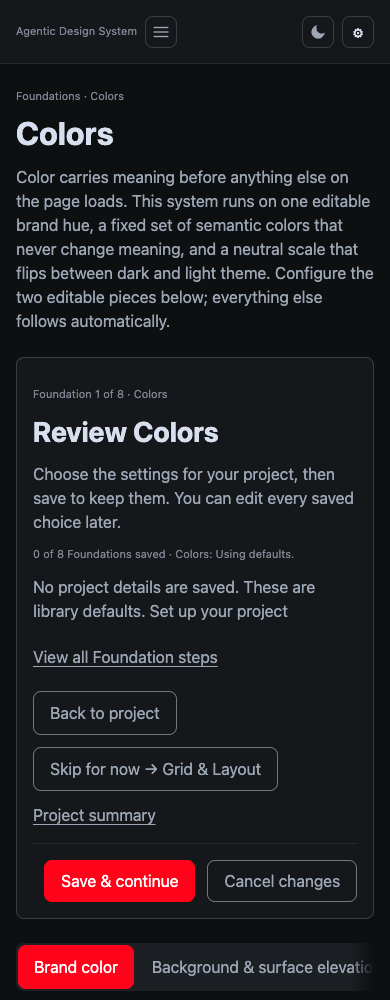 Agentic Design System
Foundations · Colors
Colors
Color carries meaning before anything else on
the page loads. This system runs on one editable
brand hue, a fixed set of semantic colors that
never change meaning, and a neutral scale that
flips between dark and light theme. Configure the
two editable pieces below; everything else
follows automatically.
Foundation 1 of 8 · Colors
Review Colors
Choose the settings for your project, then
save to keep them. You can edit every saved
choice later.
0 of 8 Foundations saved · Colors: Using defaults.
No project details are saved. These are
library defaults. Set up your project
View all Foundation steps
Back to project
Skip for now → Grid & Layout
Project summary
Save & continue
Cancel changes
Brand color
Background & surface elevatio